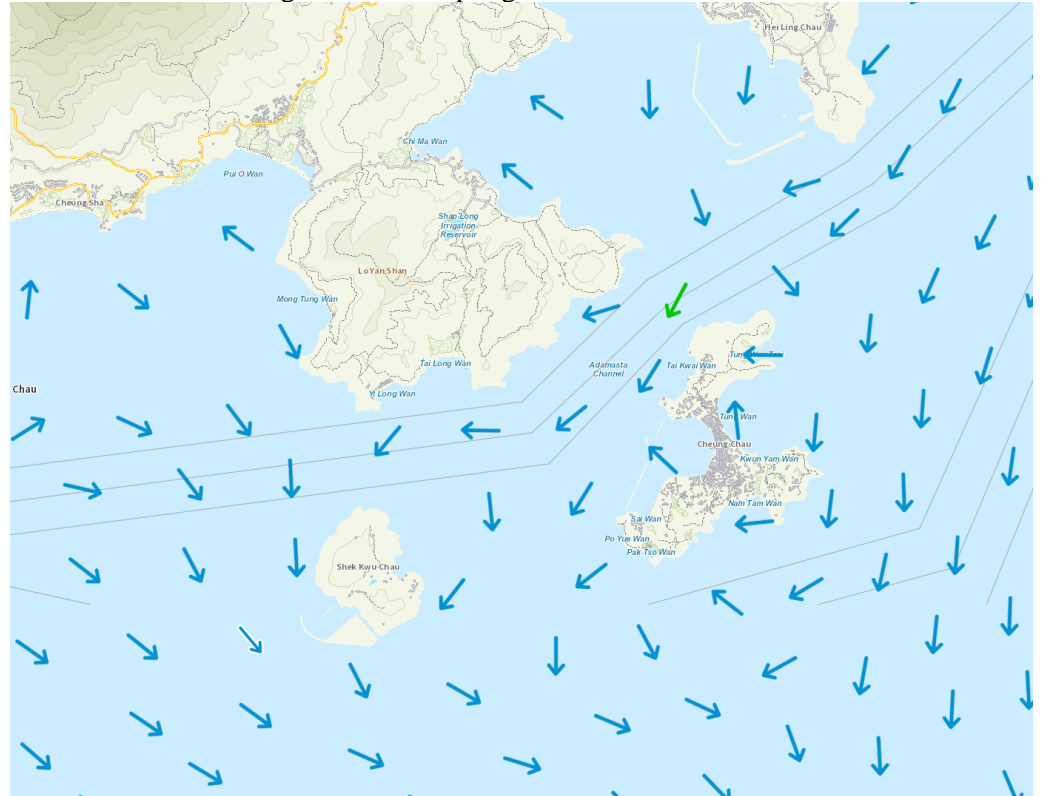 Hei Ling Chau
Chi Ma Wan
Pui O Wan
Cheung Sha
Shap Long
Irrigation
Reservoir
Lo Yan Shan
Mong Tung Wan
Tai Long Wan
Yi Long Wan
Chau
Adamasta
Channel
Tai Kwai Wan
Tung Wan
Cheung Chau
Kwun Yam Wan
Nam Tam Wan
Sai Wan
Po Yue Wan
Pak Tso Wan
Shek Kwu Chau